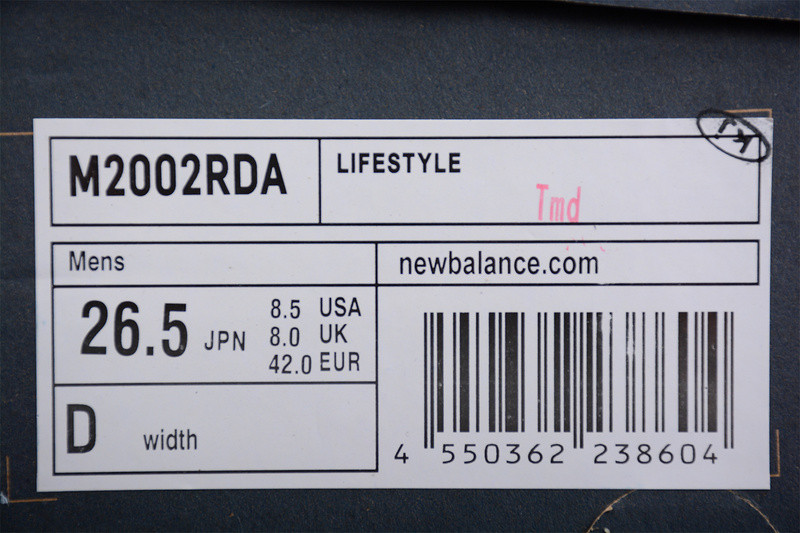 M2002RDA
LIFESTYLE
Tmd
kj
Mens
newbalance.com
26.5 JPN
8.5 USA
8.0 UK
42.0 EUR
D width
4 550362 238604